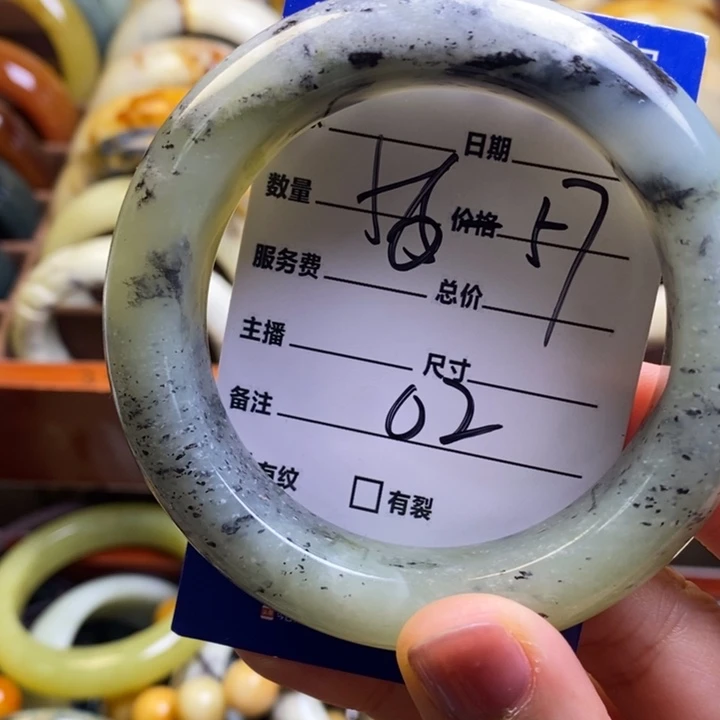 日期
数量 价格 57
服务费 总价
主播 尺寸
备注 02
有纹 有裂